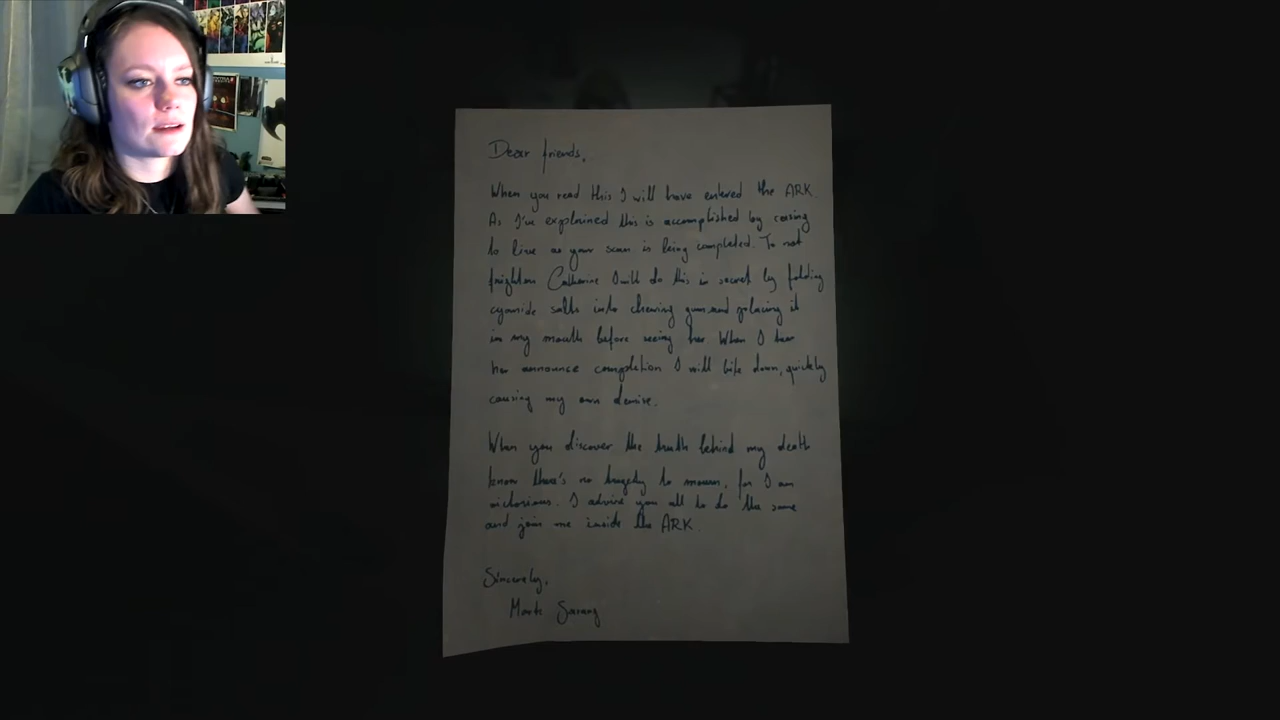 Dear friends,
When you read this I will have entered the ARK.
As I've explained this is accomplished by ceasing
to live as your scan is being completed. To not
frighten Catherine I will do this in secret by folding
cyanide salts into chewing gum and placing it
in my mouth before seeing her. When I hear
her announce completion I will bite down, quickly
causing my own demise.
When you discover the truth behind my death
know there's no tragedy to mourn, for I am
victorious. I advise you all to do the same
and join me inside the ARK.
Sincerely,
Mark Sarang